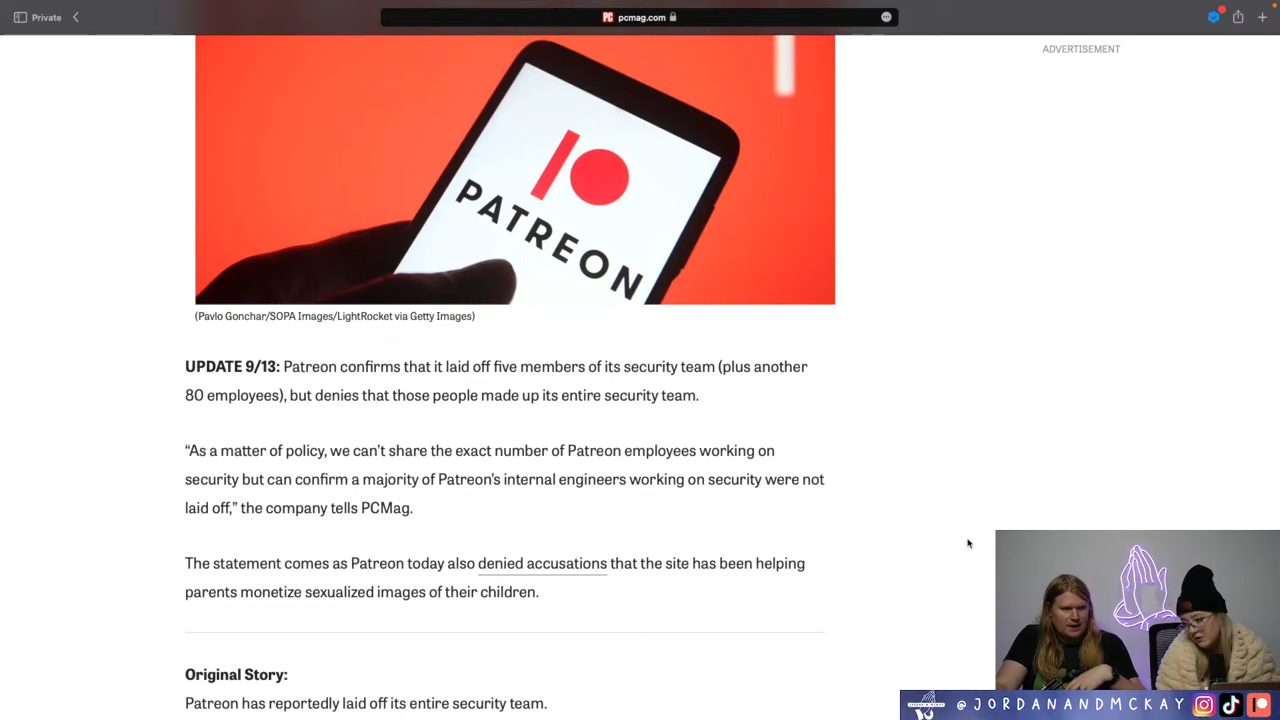 Private
PC pcmag.com
ADVERTISEMENT
PATREON
(Pavlo Gonchar/SOPA Images/LightRocket via Getty Images)
UPDATE 9/13: Patreon confirms that it laid off five members of its security team (plus another
80 employees), but denies that those people made up its entire security team.
“As a matter of policy, we can’t share the exact number of Patreon employees working on
security but can confirm a majority of Patreon’s internal engineers working on security were not
laid off,” the company tells PCMag.
The statement comes as Patreon today also denied accusations that the site has been helping
parents monetize sexualized images of their children.
Original Story:
Patreon has reportedly laid off its entire security team.
@JORDANANDMCKAY